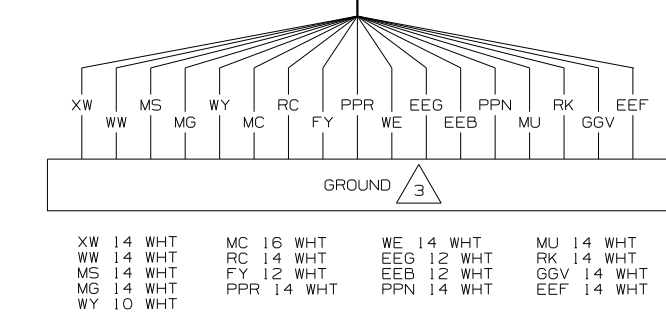 XW MS WY RC PPR EEG PPN RK EEF
WW MG MC FY WE EEB MU GGV
GROUND 3
XW 14 WHT
WW 14 WHT
MS 14 WHT
MG 14 WHT
WY 10 WHT
MC 16 WHT
RC 14 WHT
FY 12 WHT
PPR 14 WHT
WE 14 WHT
EEG 12 WHT
EEB 12 WHT
PPN 14 WHT
MU 14 WHT
RK 14 WHT
GGV 14 WHT
EEF 14 WHT